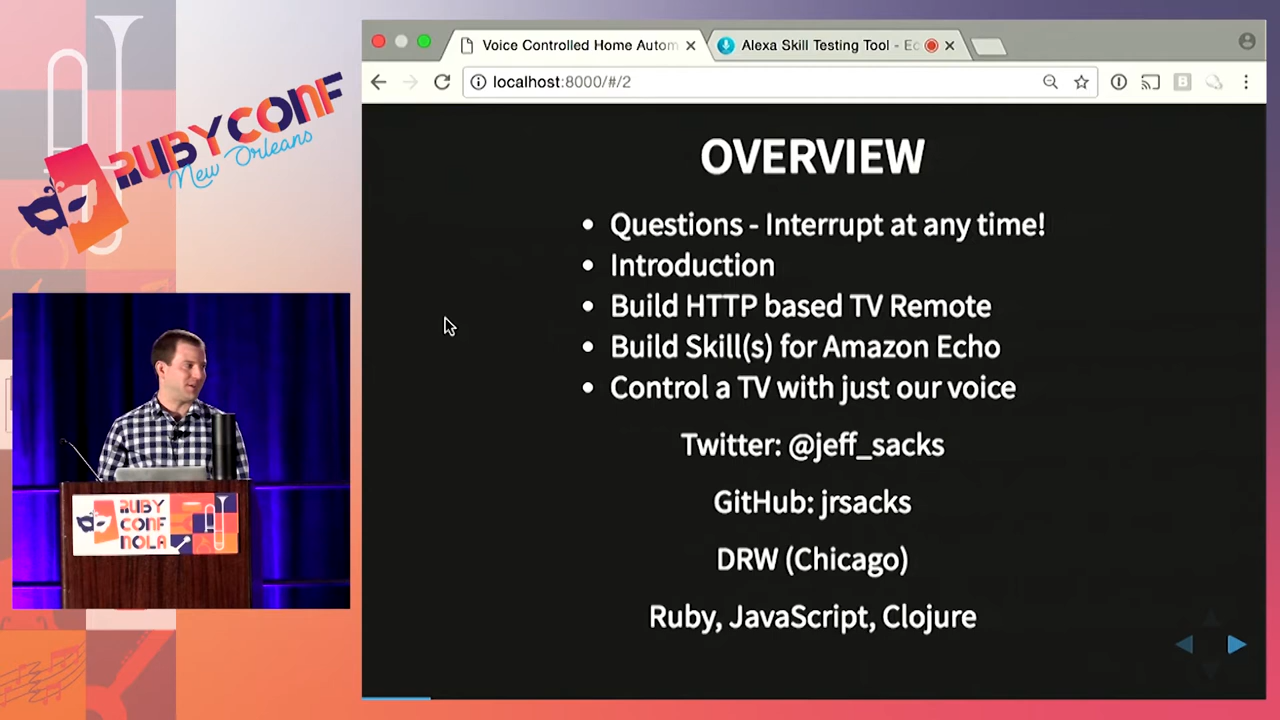 RUBYCONF
New Orleans
RUBY
CONF
NOLA
Voice Controlled Home Autom
Alexa Skill Testing Tool - Ec
localhost:8000/#/2
OVERVIEW
• Questions - Interrupt at any time!
• Introduction
• Build HTTP based TV Remote
• Build Skill(s) for Amazon Echo
• Control a TV with just our voice
Twitter: @jeff_sacks
GitHub: jrsacks
DRW (Chicago)
Ruby, JavaScript, Clojure